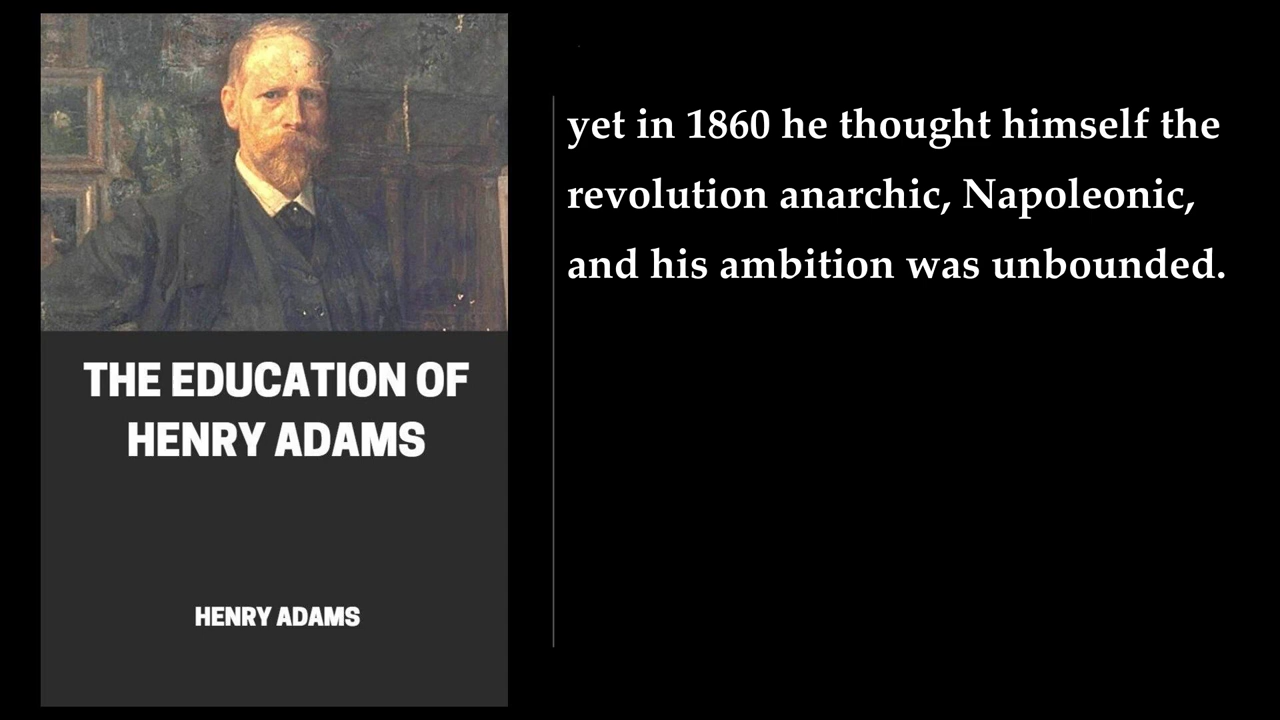 THE EDUCATION OF
HENRY ADAMS
HENRY ADAMS
yet in 1860 he thought himself the
revolution anarchic, Napoleonic,
and his ambition was unbounded.